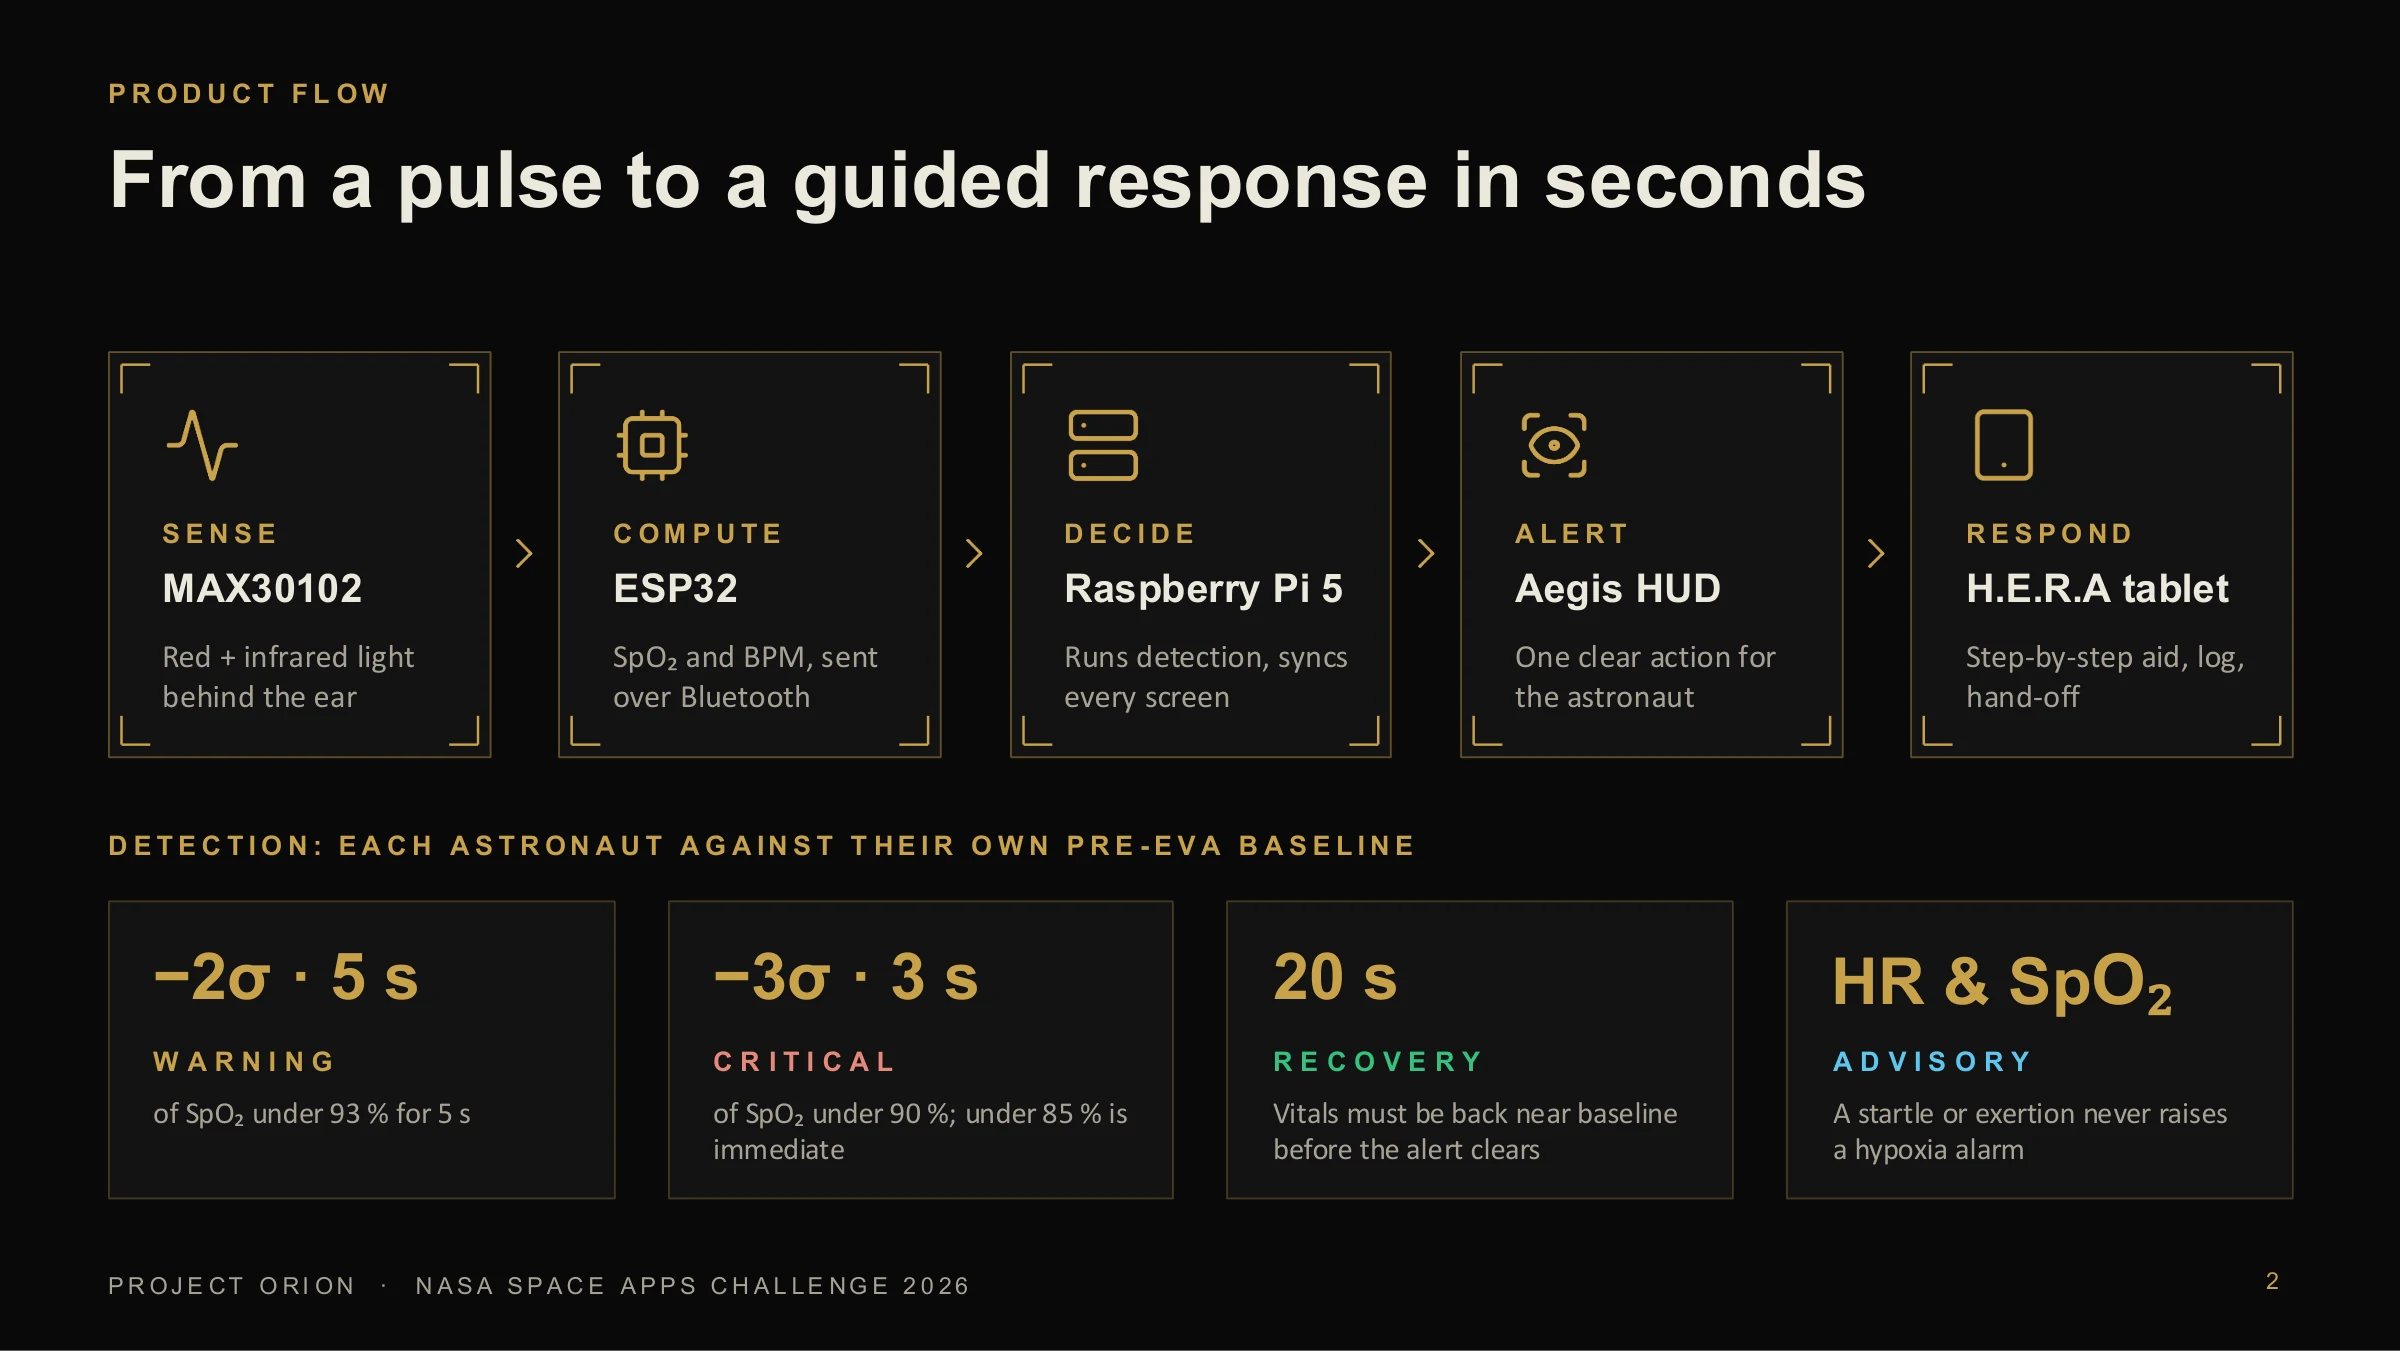 PRODUCT FLOW
From a pulse to a guided response in seconds
SENSE
MAX30102
Red + infrared light
behind the ear
COMPUTE
ESP32
SpO₂ and BPM, sent
over Bluetooth
DECIDE
Raspberry Pi 5
Runs detection, syncs
every screen
ALERT
Aegis HUD
One clear action for
the astronaut
RESPOND
H.E.R.A tablet
Step-by-step aid, log,
hand-off
DETECTION: EACH ASTRONAUT AGAINST THEIR OWN PRE-EVA BASELINE
−2σ · 5 s
WARNING
of SpO₂ under 93 % for 5 s
−3σ · 3 s
CRITICAL
of SpO₂ under 90 %; under 85 % is
immediate
20 s
RECOVERY
Vitals must be back near baseline
before the alert clears
HR & SpO₂
ADVISORY
A startle or exertion never raises
a hypoxia alarm
PROJECT ORION · NASA SPACE APPS CHALLENGE 2026
2